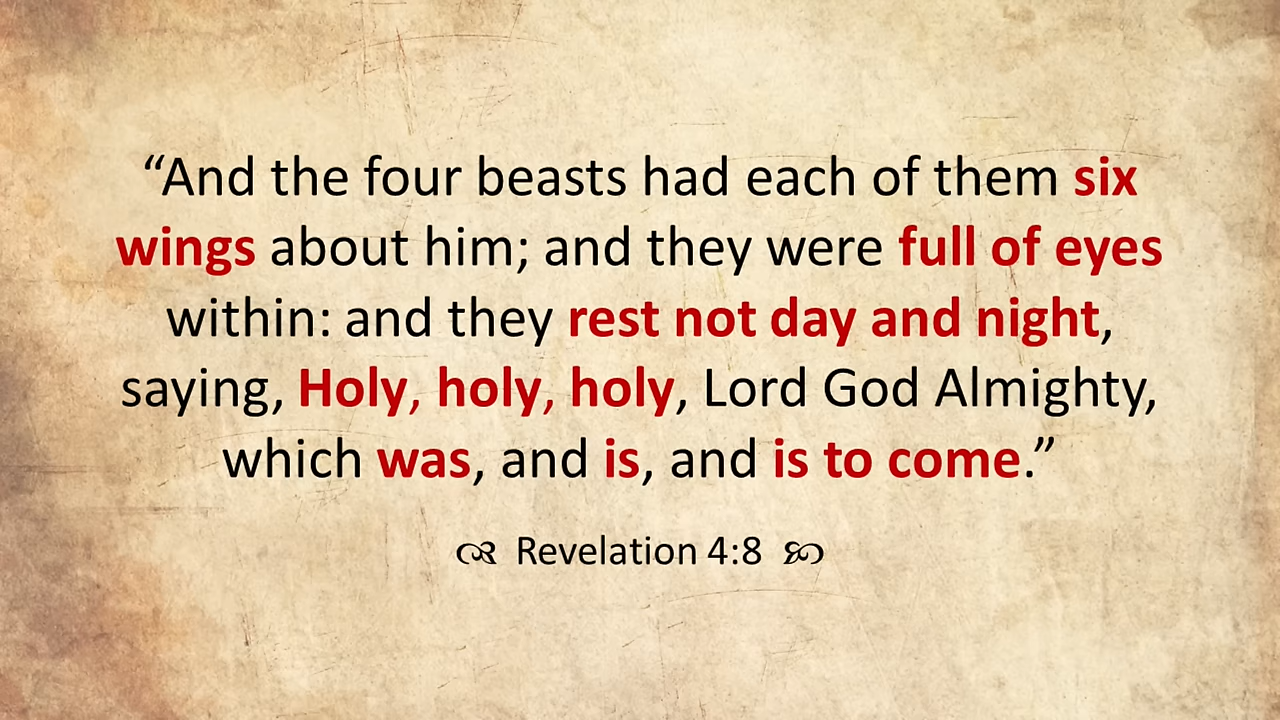 “And the four beasts had each of them six
wings about him; and they were full of eyes
within: and they rest not day and night,
saying, Holy, holy, holy, Lord God Almighty,
which was, and is, and is to come.”
Revelation 4:8